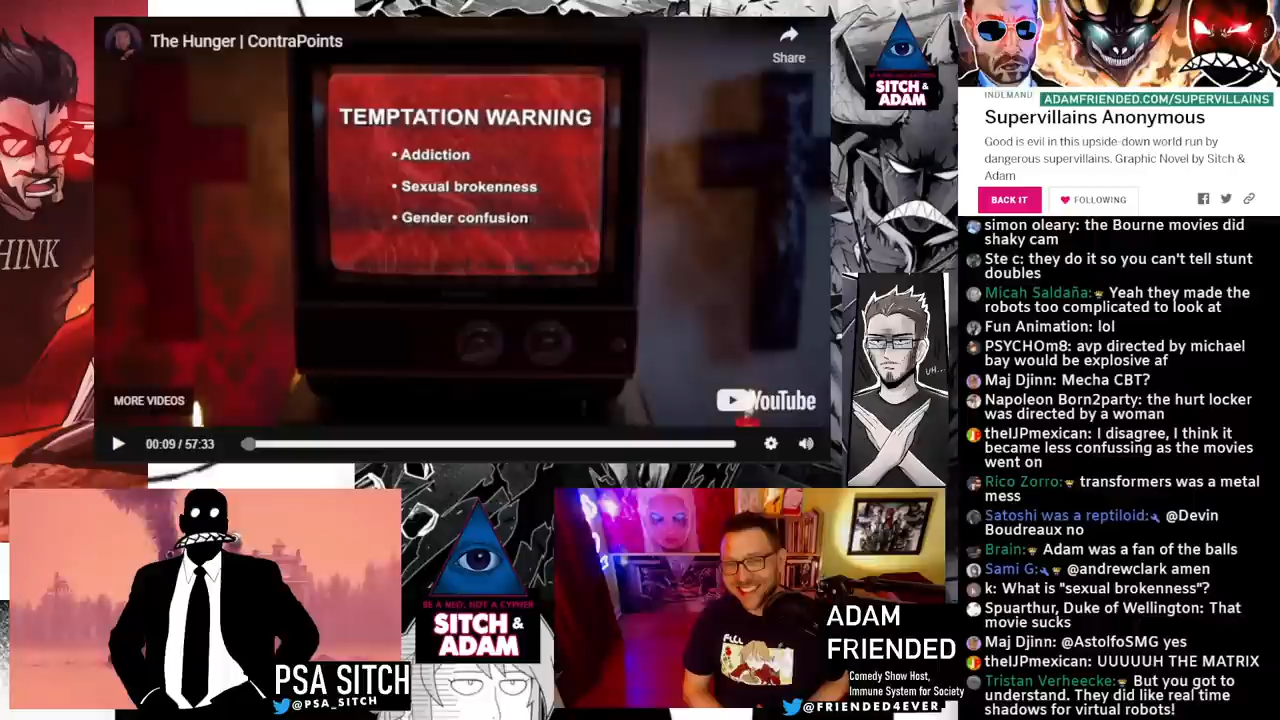 The Hunger | ContraPoints
Share
TEMPTATION WARNING
• Addiction
• Sexual brokenness
• Gender confusion
MORE VIDEOS
YouTube
00:09 / 57:33
THINK
SITCH &
ADAM
UH...
INDEMAND
ADAMFRIENDED.COM/SUPERVILLAINS
Supervillains Anonymous
Good is evil in this upside-down world run by
dangerous supervillains. Graphic Novel by Sitch &
Adam
BACK IT
FOLLOWING
simon oleary: the Bourne movies did
shaky cam
Ste c: they do it so you can't tell stunt
doubles
Micah Saldaña: Yeah they made the
robots too complicated to look at
Fun Animation: lol
PSYCHOm8: avp directed by michael
bay would be explosive af
Maj Djinn: Mecha CBT?
Napoleon Born2party: the hurt locker
was directed by a woman
theIJPmexican: I disagree, I think it
became less confussing as the movies
went on
Rico Zorro: transformers was a metal
mess
Satoshi was a reptiloid: @Devin
Boudreaux no
Brain: Adam was a fan of the balls
Sami G: @andrewclark amen
k: What is "sexual brokenness"?
Spuarthur, Duke of Wellington: That
movie sucks
Maj Djinn: @AstolfoSMG yes
theIJPmexican: UUUUUH THE MATRIX
Tristan Verheecke: But you got to
understand. They did like real time
shadows for virtual robots!
PSA SITCH
@PSA_SITCH
BE A NEO, NOT A CYPHER
SITCH &
ADAM
ADAM
FRIENDED
Comedy Show Host,
Immune System for Society
@FRIENDED4EVER